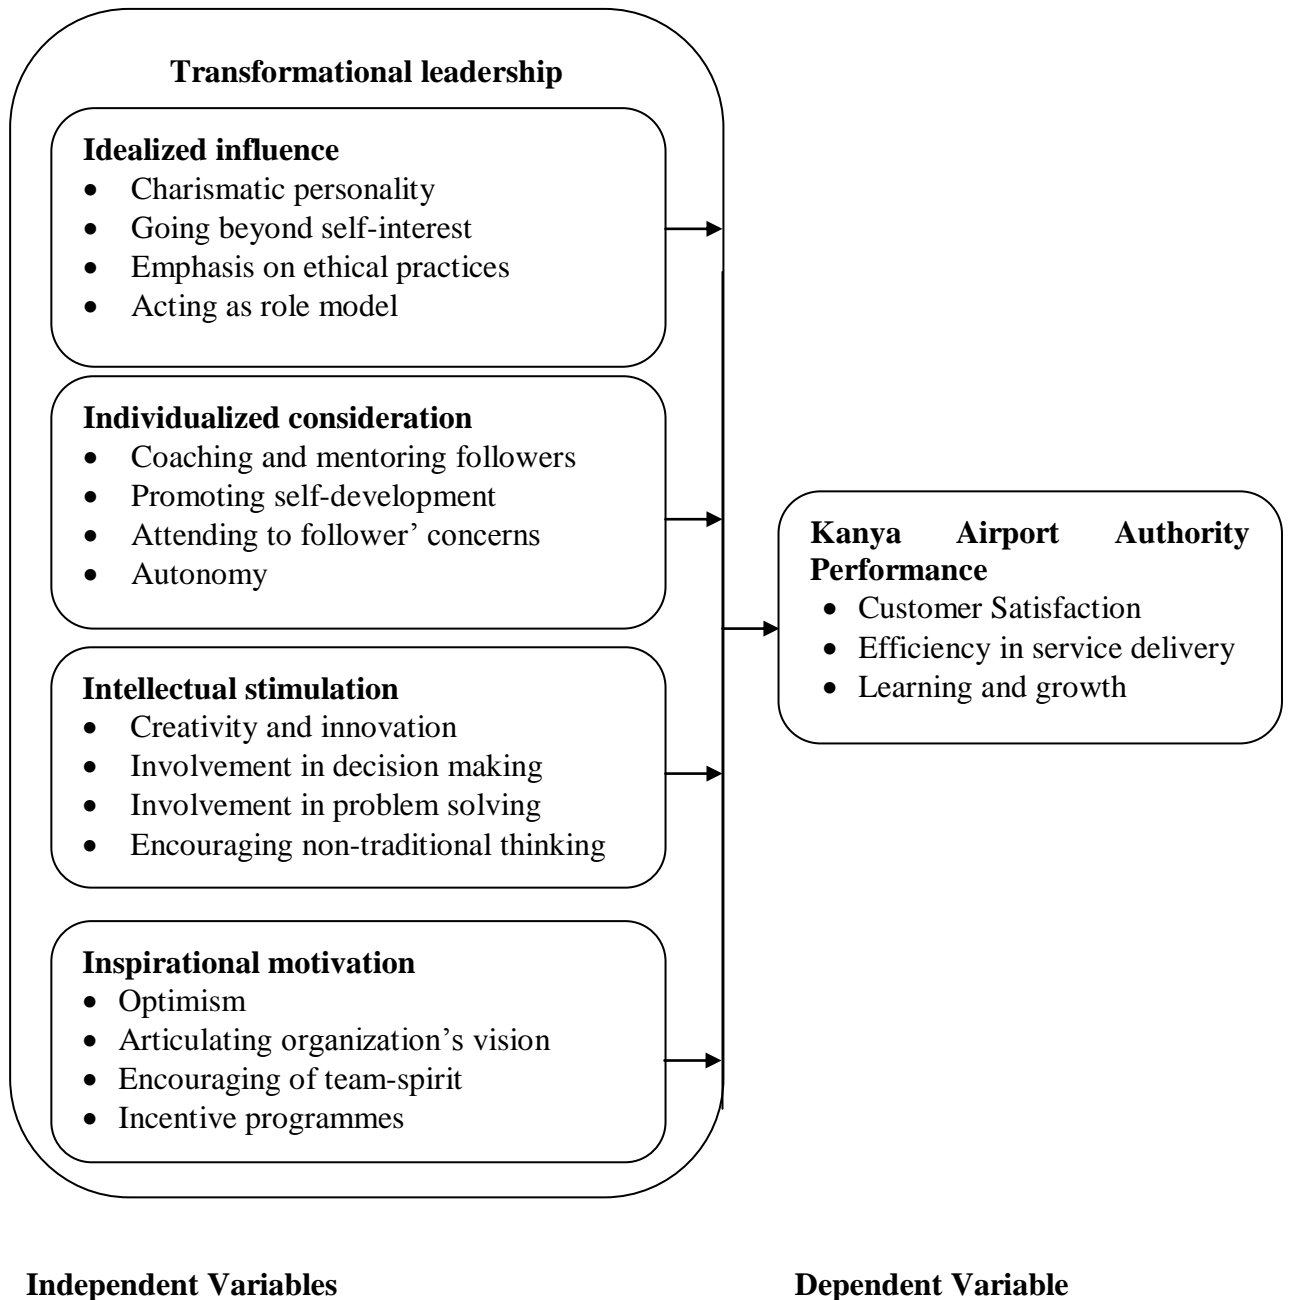 Transformational leadership
Idealized influence
• Charismatic personality
• Going beyond self-interest
• Emphasis on ethical practices
• Acting as role model
Individualized consideration
• Coaching and mentoring followers
• Promoting self-development
• Attending to follower’ concerns
• Autonomy
Intellectual stimulation
• Creativity and innovation
• Involvement in decision making
• Involvement in problem solving
• Encouraging non-traditional thinking
Inspirational motivation
• Optimism
• Articulating organization’s vision
• Encouraging of team-spirit
• Incentive programmes
Kanya Airport Authority
Performance
• Customer Satisfaction
• Efficiency in service delivery
• Learning and growth
Independent Variables
Dependent Variable